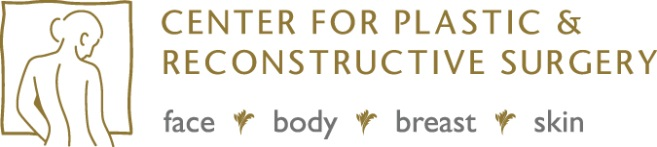 CENTER FOR PLASTIC &
RECONSTRUCTIVE SURGERY
face body breast skin